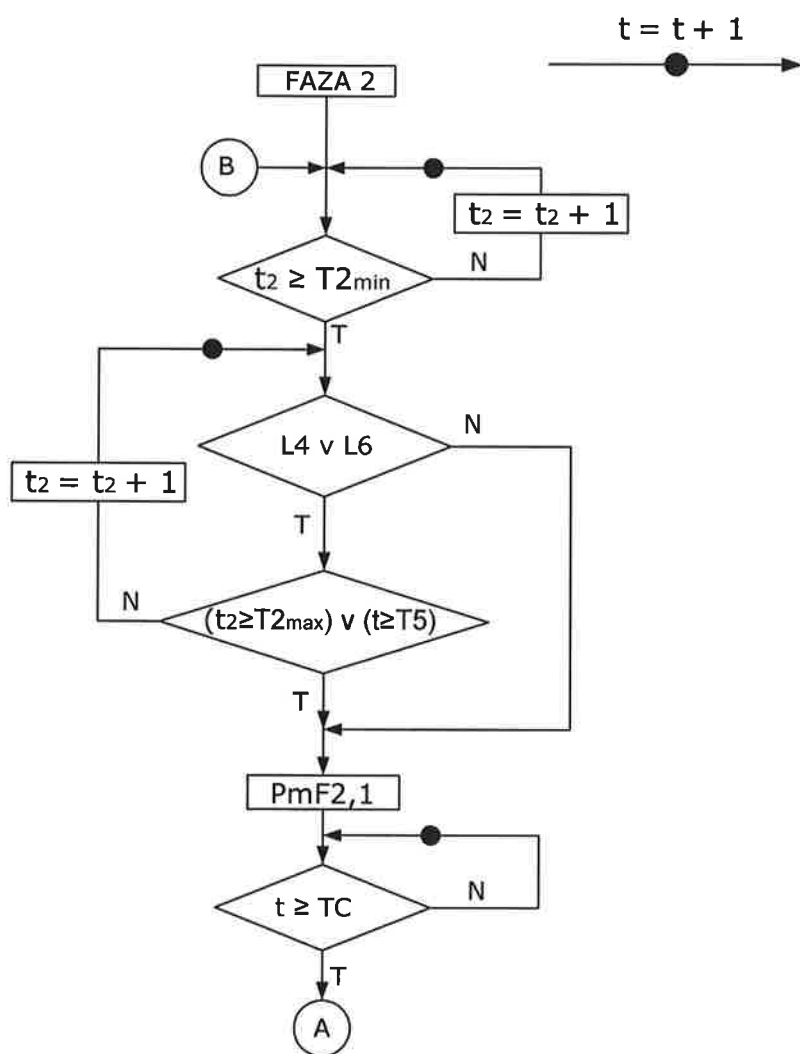 t = t + 1
FAZA 2
B
t2 = t2 + 1
t2 ≥ T2min
N
T
L4 v L6
N
t2 = t2 + 1
T
N
(t2≥T2max) v (t≥T5)
T
PmF2,1
t ≥ TC
N
T
A